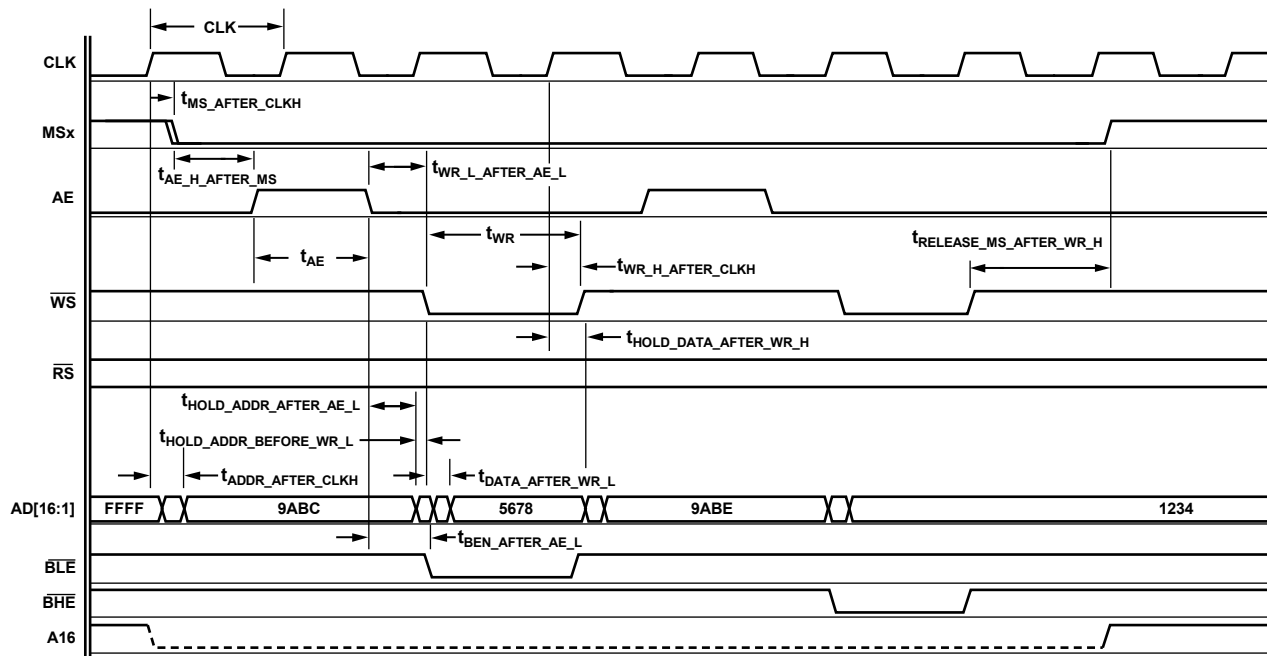 CLK
CLK
tMS_AFTER_CLKH
MSx
tAE_H_AFTER_MS
tWR_L_AFTER_AE_L
AE
tWR
tRELEASE_MS_AFTER_WR_H
tAE
tWR_H_AFTER_CLKH
WS
tHOLD_DATA_AFTER_WR_H
RS
tHOLD_ADDR_AFTER_AE_L
tHOLD_ADDR_BEFORE_WR_L
tADDR_AFTER_CLKH
tDATA_AFTER_WR_L
AD[16:1] FFFF 9ABC 5678 9ABE 1234
tBEN_AFTER_AE_L
BLE
BHE
A16